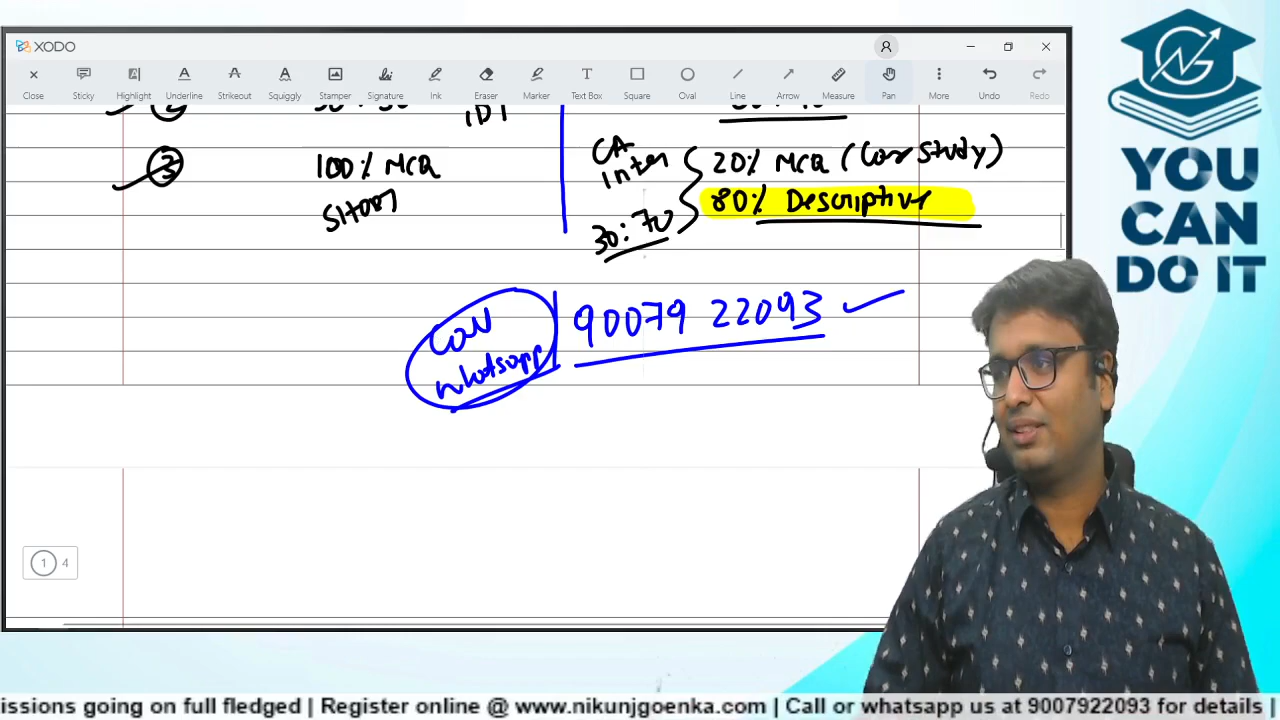 XODO
Close Sticky Highlight Underline Strikeout Squiggly Stamper Signature Ink Eraser Marker Text Box Square Oval Line Arrow Measure Pan More Undo Redo
3 100% MCQ
CA Inter
20% MCQ (Case Study)
80% Descriptive
30:70
Call
Whatsapp
90079 22093
1 4
YOU
CAN
DO IT
issions going on full fledged | Register online @ www.nikunjgoenka.com | Call or whatsapp us at 9007922093 for details |